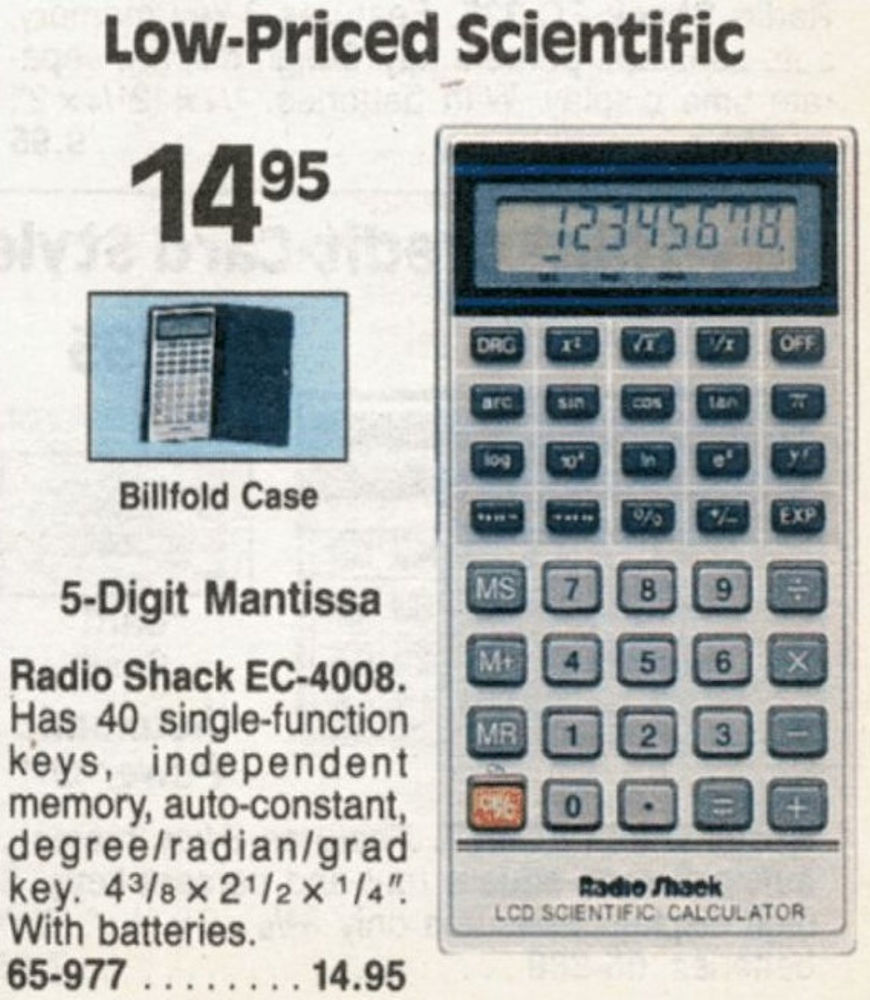 Low-Priced Scientific
14⁹⁵
Billfold Case
5-Digit Mantissa
Radio Shack EC-4008.
Has 40 single-function
keys, independent
memory, auto-constant,
degree/radian/grad
key. 4³/₈ x 2¹/₂ x ¹/₄".
With batteries.
65-977 ........ 14.95
12345678.
DRG x² √x 1/x OFF
arc sin cos tan π
log 10ˣ ln eˣ yˣ
% +/− EXP
MS 7 8 9 ÷
M+ 4 5 6 ×
MR 1 2 3 −
0 • = +
Radio Shack
LCD SCIENTIFIC CALCULATOR